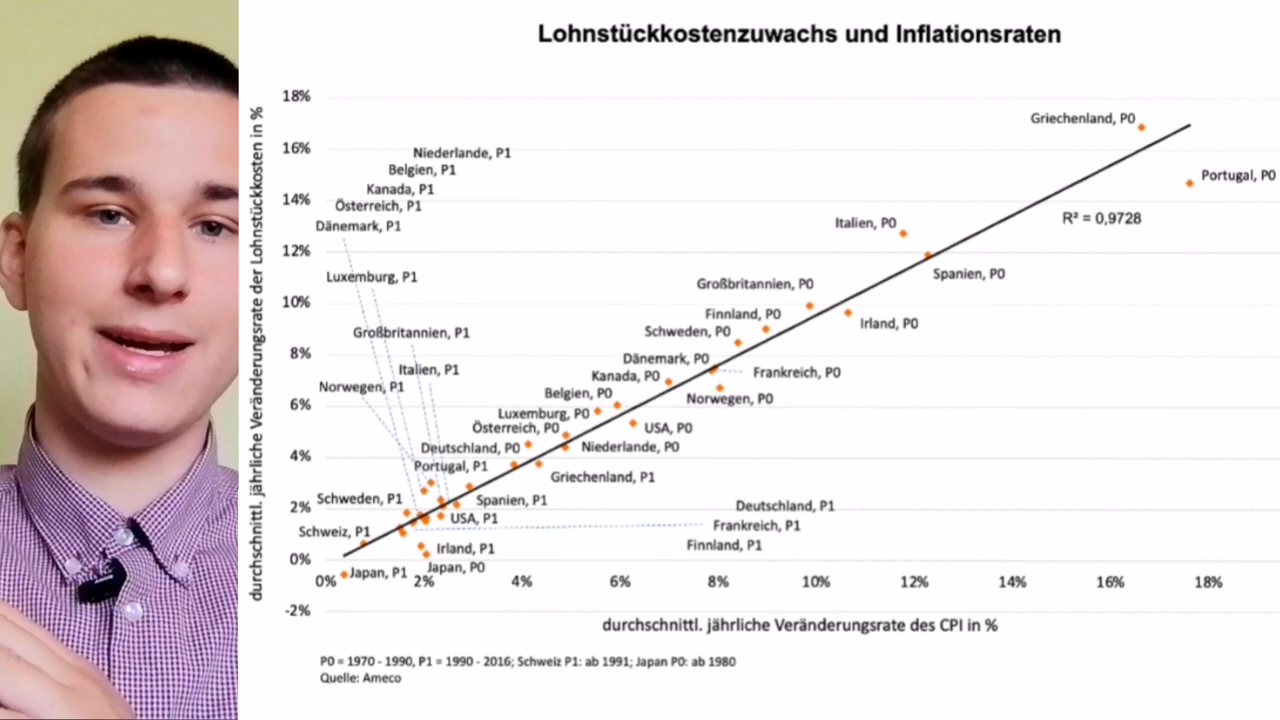 Lohnstückkostenzuwachs und Inflationsraten
durchschnittl. jährliche Veränderungsrate der Lohnstückkosten in %
18%
16%
14%
12%
10%
8%
6%
4%
2%
0%
-2%
Griechenland, P0
Niederlande, P1
Belgien, P1
Portugal, P0
Kanada, P1
Österreich, P1
R² = 0,9728
Dänemark, P1
Italien, P0
Spanien, P0
Luxemburg, P1
Großbritannien, P0
Finnland, P0
Irland, P0
Großbritannien, P1
Schweden, P0
Dänemark, P0
Italien, P1
Kanada, P0
Frankreich, P0
Norwegen, P1
Belgien, P0
Norwegen, P0
Luxemburg, P0
Österreich, P0
USA, P0
Deutschland, P0
Niederlande, P0
Portugal, P1
Griechenland, P1
Schweden, P1
Spanien, P1
Deutschland, P1
USA, P1
Frankreich, P1
Schweiz, P1
Irland, P1
Finnland, P1
Japan, P1
Japan, P0
0% 2% 4% 6% 8% 10% 12% 14% 16% 18%
durchschnittl. jährliche Veränderungsrate des CPI in %
P0 = 1970 - 1990, P1 = 1990 - 2016; Schweiz P1: ab 1991; Japan P0: ab 1980
Quelle: Ameco